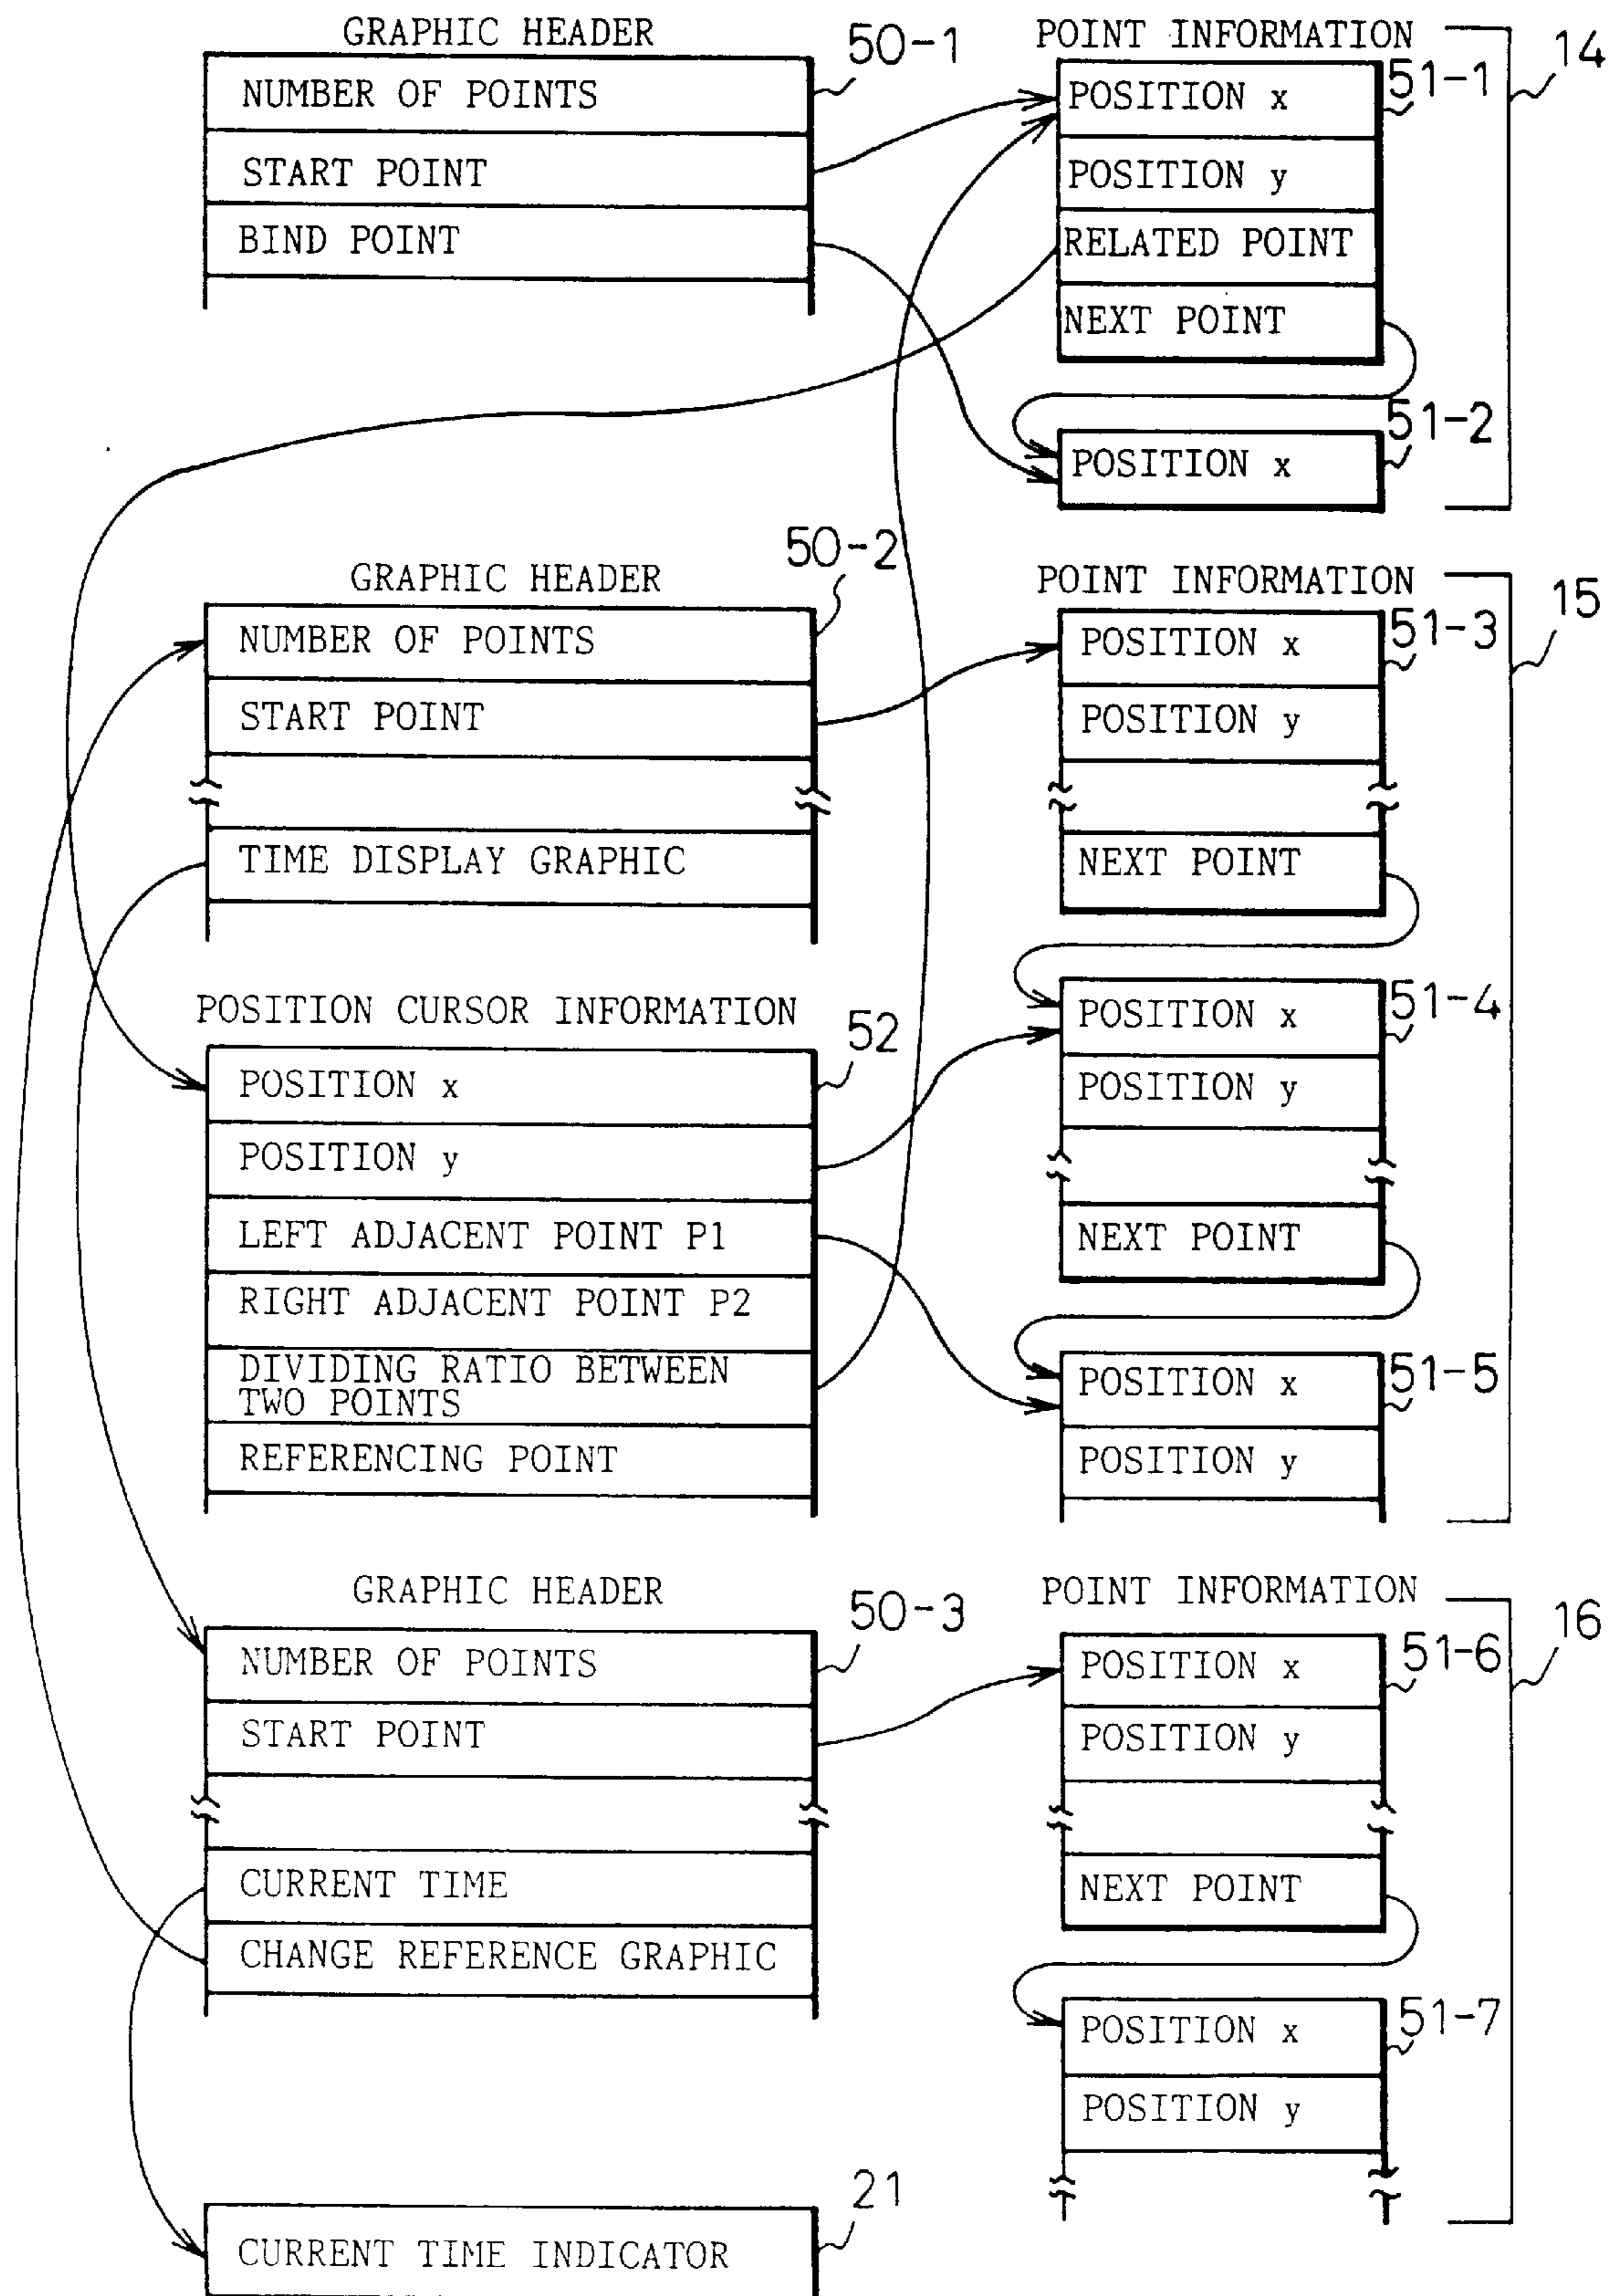 GRAPHIC HEADER
50-1
NUMBER OF POINTS
START POINT
BIND POINT
POINT INFORMATION
14
51-1
POSITION x
POSITION y
RELATED POINT
NEXT POINT
51-2
POSITION x
GRAPHIC HEADER
50-2
NUMBER OF POINTS
START POINT
TIME DISPLAY GRAPHIC
POINT INFORMATION
15
51-3
POSITION x
POSITION y
NEXT POINT
POSITION CURSOR INFORMATION
52
POSITION x
POSITION y
LEFT ADJACENT POINT P1
RIGHT ADJACENT POINT P2
DIVIDING RATIO BETWEEN
TWO POINTS
REFERENCING POINT
51-4
POSITION x
POSITION y
NEXT POINT
51-5
POSITION x
POSITION y
GRAPHIC HEADER
50-3
NUMBER OF POINTS
START POINT
CURRENT TIME
CHANGE REFERENCE GRAPHIC
POINT INFORMATION
16
51-6
POSITION x
POSITION y
NEXT POINT
51-7
POSITION x
POSITION y
21
CURRENT TIME INDICATOR